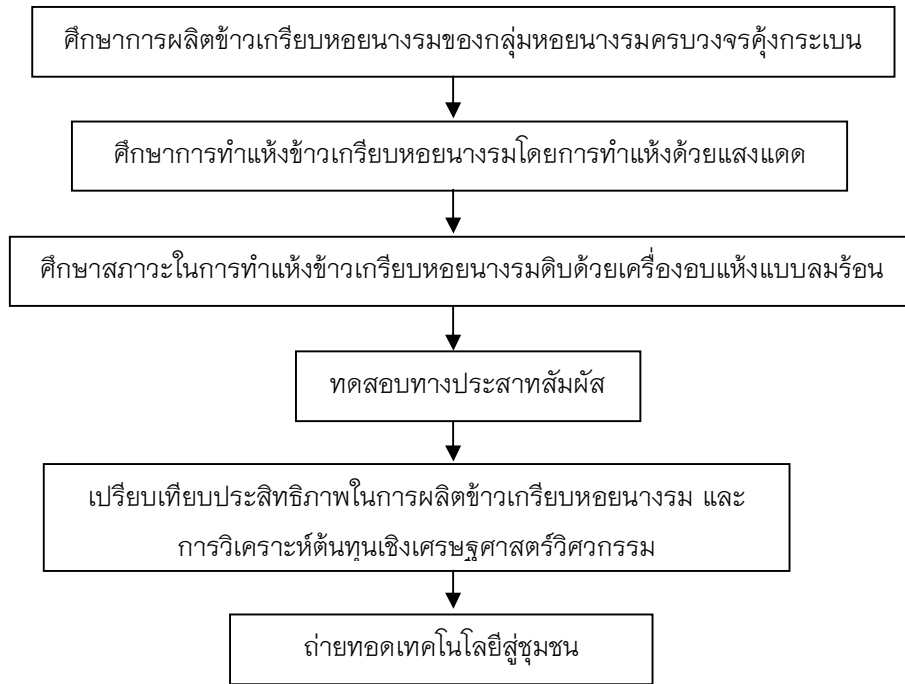 ศึกษาการผลิตข้าวเกรียบหอยนางรมของกลุ่มหอยนางรมครบวงจรคุ้งกระเบน
ศึกษาการทำแห้งข้าวเกรียบหอยนางรมโดยการทำแห้งด้วยแสงแดด
ศึกษาสภาวะในการทำแห้งข้าวเกรียบหอยนางรมดิบด้วยเครื่องอบแห้งแบบลมร้อน
ทดสอบทางประสาทสัมผัส
เปรียบเทียบประสิทธิภาพในการผลิตข้าวเกรียบหอยนางรม และ
การวิเคราะห์ต้นทุนเชิงเศรษฐศาสตร์วิศวกรรม
ถ่ายทอดเทคโนโลยีสู่ชุมชน